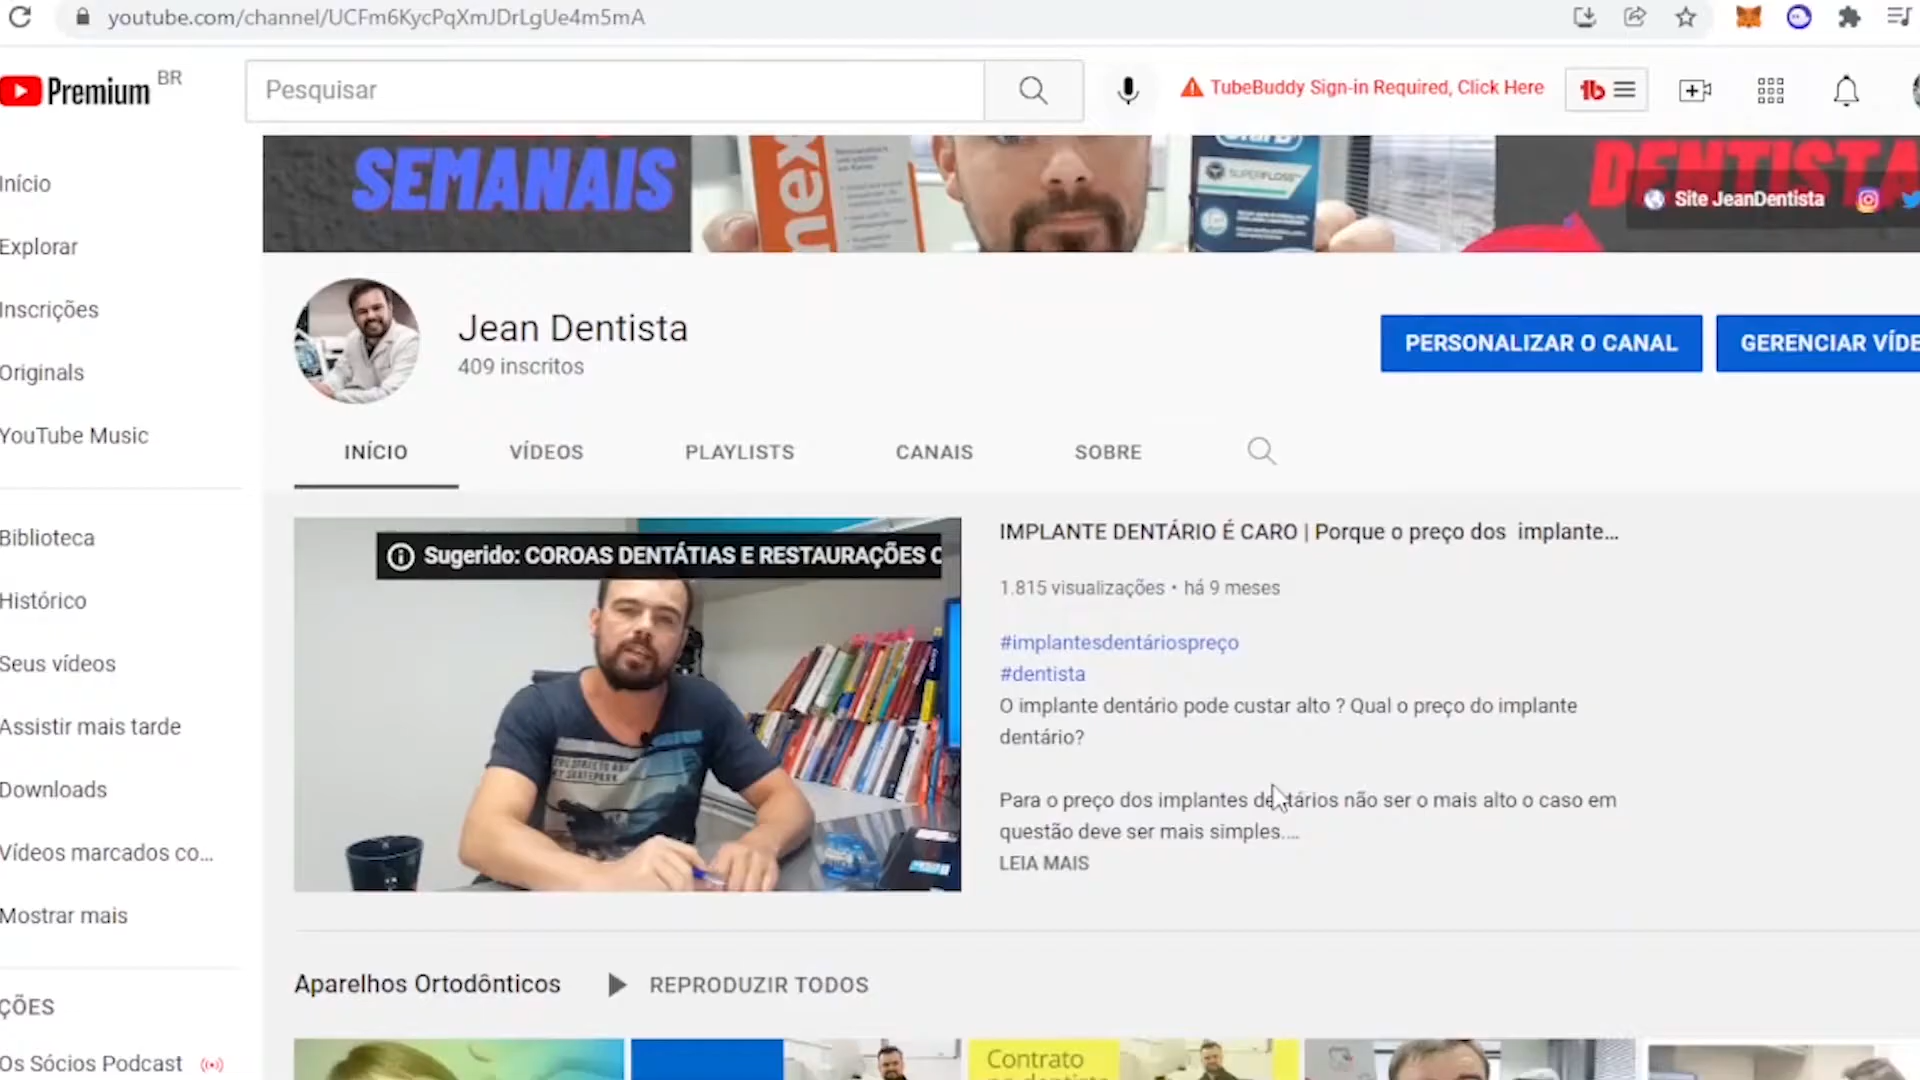 youtube.com/channel/UCFm6KycPqXmJDrLgUe4m5mA
Premium BR
Pesquisar
TubeBuddy Sign-in Required, Click Here
Início
Explorar
Inscrições
Originals
YouTube Music
Biblioteca
Histórico
Seus vídeos
Assistir mais tarde
Downloads
Vídeos marcados co...
Mostrar mais
ÇÕES
Os Sócios Podcast
SEMANAIS
nex
SUPERFLOSS
DENTISTA
Site JeanDentista
Jean Dentista
409 inscritos
PERSONALIZAR O CANAL
GERENCIAR VÍDE
INÍCIO
VÍDEOS
PLAYLISTS
CANAIS
SOBRE
Sugerido: COROAS DENTÁTIAS E RESTAURAÇÕES C
IMPLANTE DENTÁRIO É CARO | Porque o preço dos implante...
1.815 visualizações • há 9 meses
#implantesdentáriospreço
#dentista
O implante dentário pode custar alto ? Qual o preço do implante
dentário?
Para o preço dos implantes dentários não ser o mais alto o caso em
questão deve ser mais simples....
LEIA MAIS
Aparelhos Ortodônticos
REPRODUZIR TODOS
Contrato